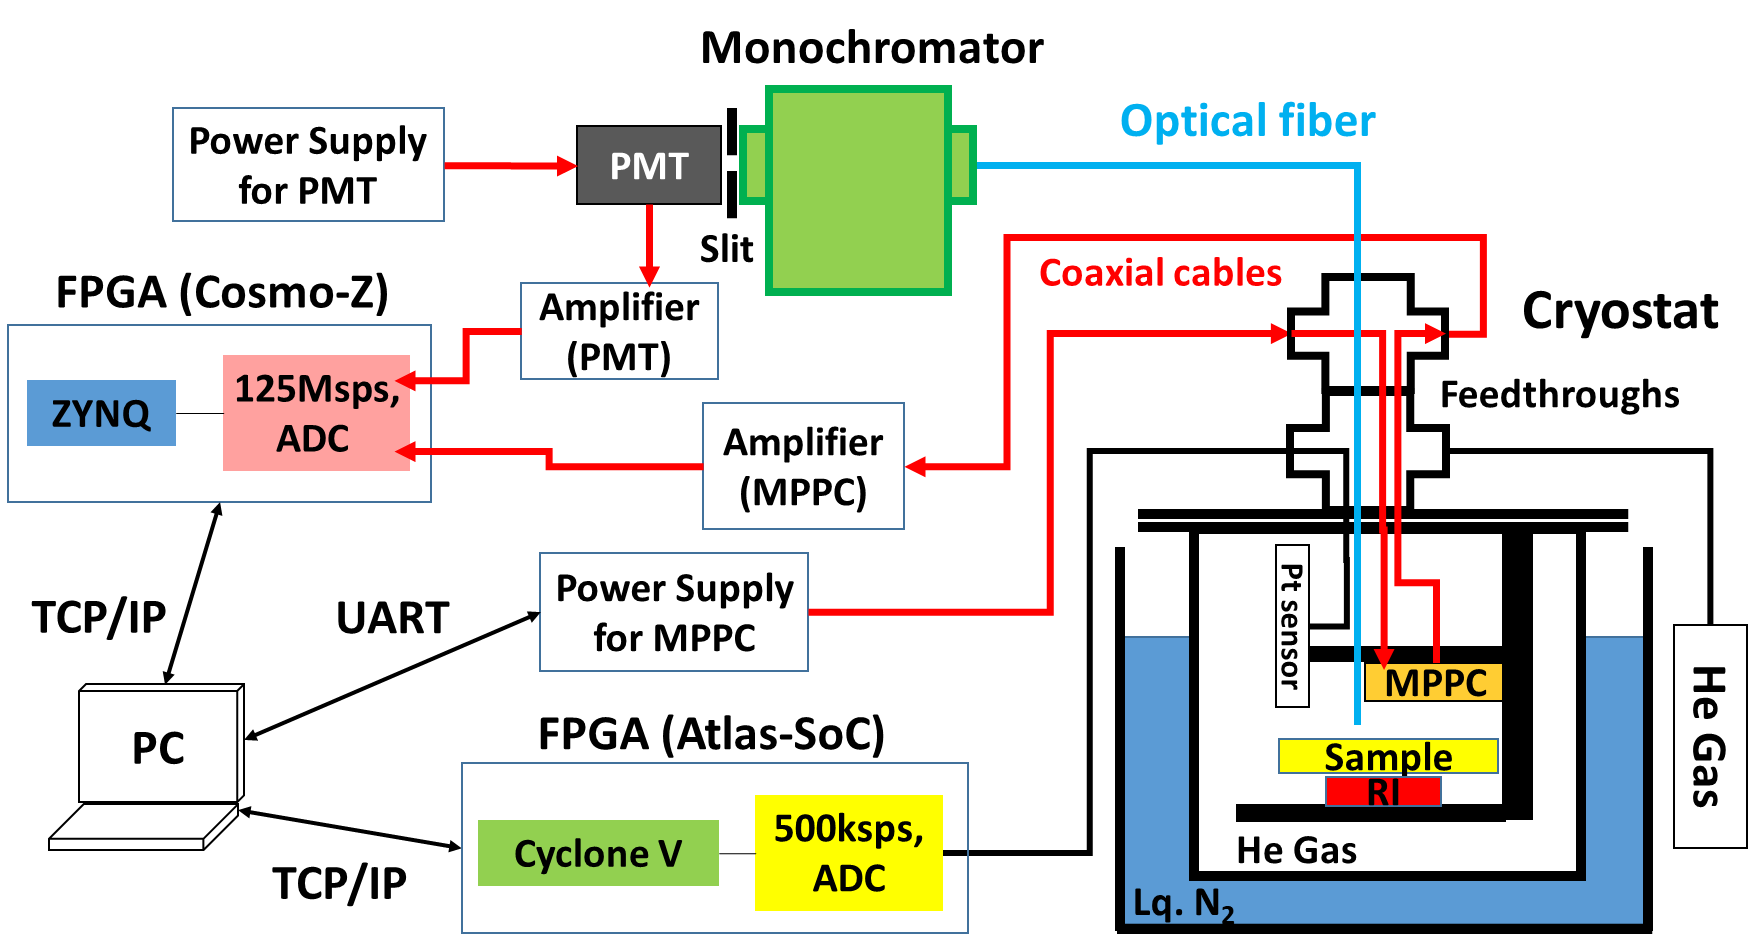 Monochromator
Optical fiber
Power Supply
for PMT
PMT
Slit
Coaxial cables
Cryostat
FPGA (Cosmo-Z)
Amplifier
(PMT)
ZYNQ
125Msps,
ADC
Feedthroughs
Amplifier
(MPPC)
TCP/IP
UART
Power Supply
for MPPC
Pt sensor
MPPC
He Gas
PC
FPGA (Atlas-SoC)
Sample
RI
Cyclone V
500ksps,
ADC
He Gas
TCP/IP
Lq. N2